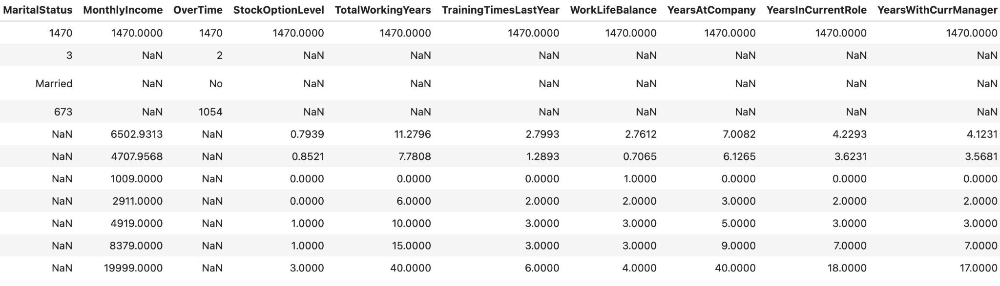 MaritalStatus MonthlyIncome OverTime StockOptionLevel TotalWorkingYears TrainingTimesLastYear WorkLifeBalance YearsAtCompany YearsInCurrentRole YearsWithCurrManager
1470 1470.0000 1470 1470.0000 1470.0000 1470.0000 1470.0000 1470.0000 1470.0000 1470.0000
3 NaN 2 NaN NaN NaN NaN NaN NaN NaN
Married NaN No NaN NaN NaN NaN NaN NaN NaN
673 NaN 1054 NaN NaN NaN NaN NaN NaN NaN
NaN 6502.9313 NaN 0.7939 11.2796 2.7993 2.7612 7.0082 4.2293 4.1231
NaN 4707.9568 NaN 0.8521 7.7808 1.2893 0.7065 6.1265 3.6231 3.5681
NaN 1009.0000 NaN 0.0000 0.0000 0.0000 1.0000 0.0000 0.0000 0.0000
NaN 2911.0000 NaN 0.0000 6.0000 2.0000 2.0000 3.0000 2.0000 2.0000
NaN 4919.0000 NaN 1.0000 10.0000 3.0000 3.0000 5.0000 3.0000 3.0000
NaN 8379.0000 NaN 1.0000 15.0000 3.0000 3.0000 9.0000 7.0000 7.0000
NaN 19999.0000 NaN 3.0000 40.0000 6.0000 4.0000 40.0000 18.0000 17.0000